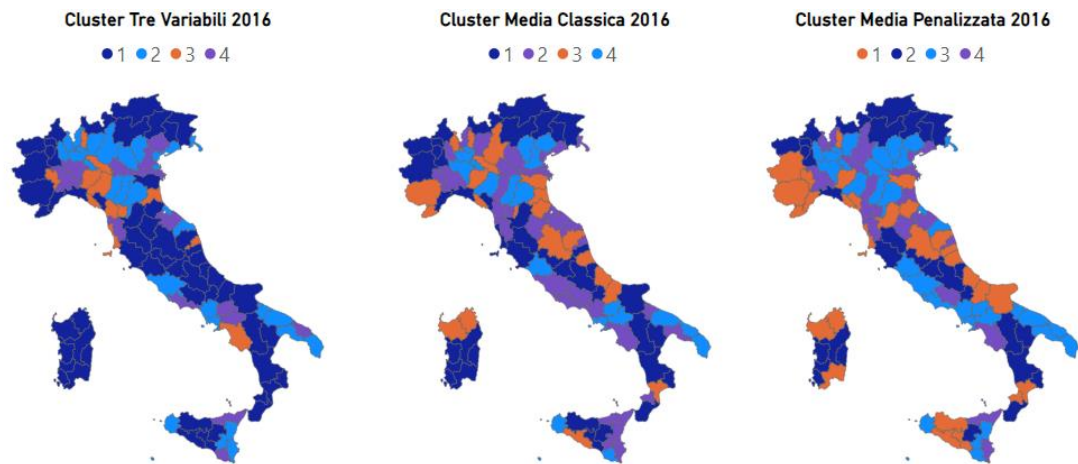 Cluster Tre Variabili 2016
1 2 3 4
Cluster Media Classica 2016
1 2 3 4
Cluster Media Penalizzata 2016
1 2 3 4